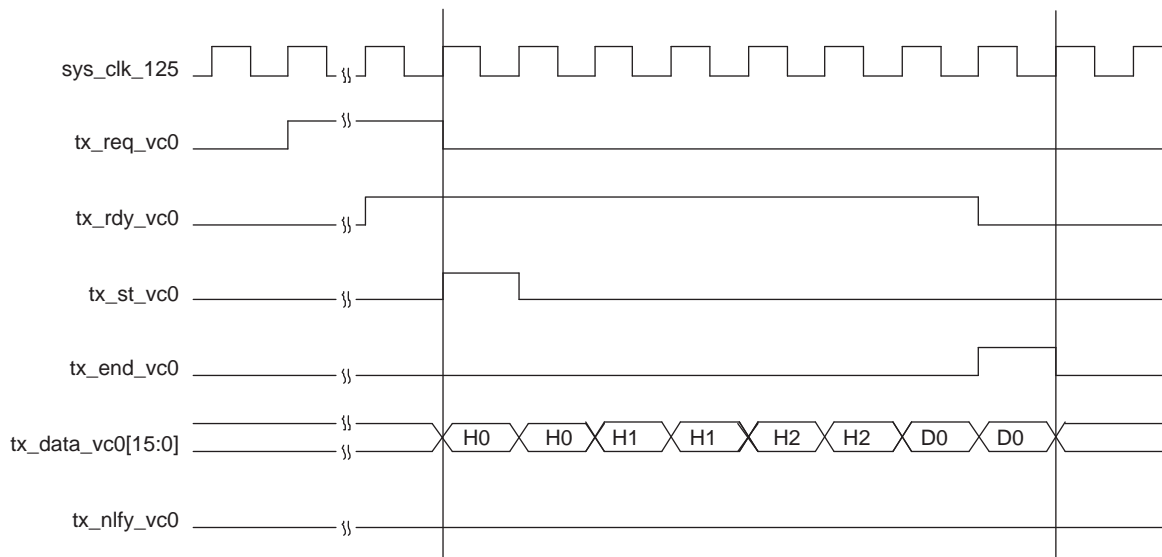 sys_clk_125
tx_req_vc0
tx_rdy_vc0
tx_st_vc0
tx_end_vc0
tx_data_vc0[15:0] H0 H0 H1 H1 H2 H2 D0 D0
tx_nlfy_vc0